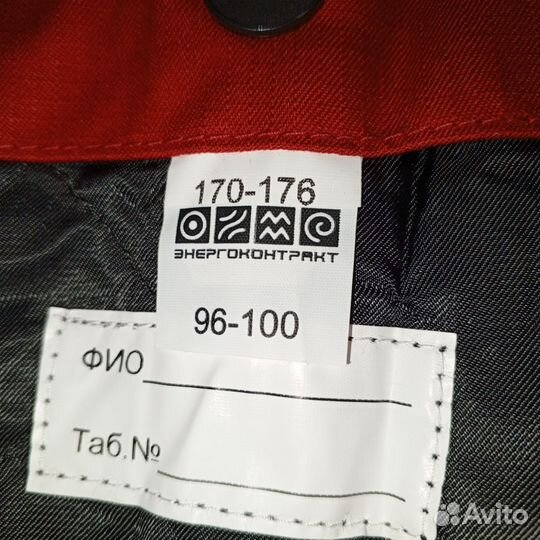 170-176
ЭНЕРГОКОНТРАКТ
96-100
ФИО
Таб.№
Avito